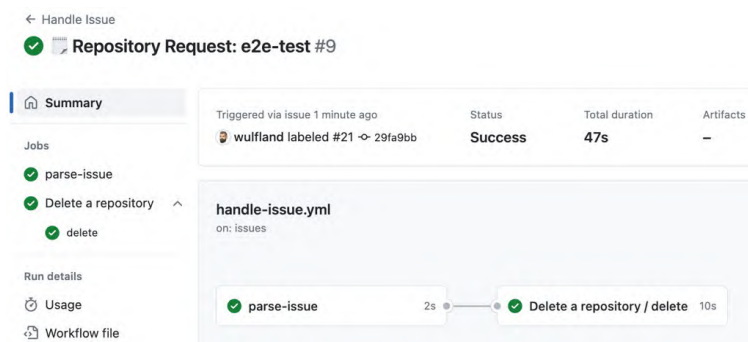 ← Handle Issue
Repository Request: e2e-test #9
Summary
Jobs
parse-issue
Delete a repository
delete
Run details
Usage
Workflow file
Triggered via issue 1 minute ago
wulfland labeled #21 29fa9bb
Status
Success
Total duration
47s
Artifacts
–
handle-issue.yml
on: issues
parse-issue 2s
Delete a repository / delete 10s